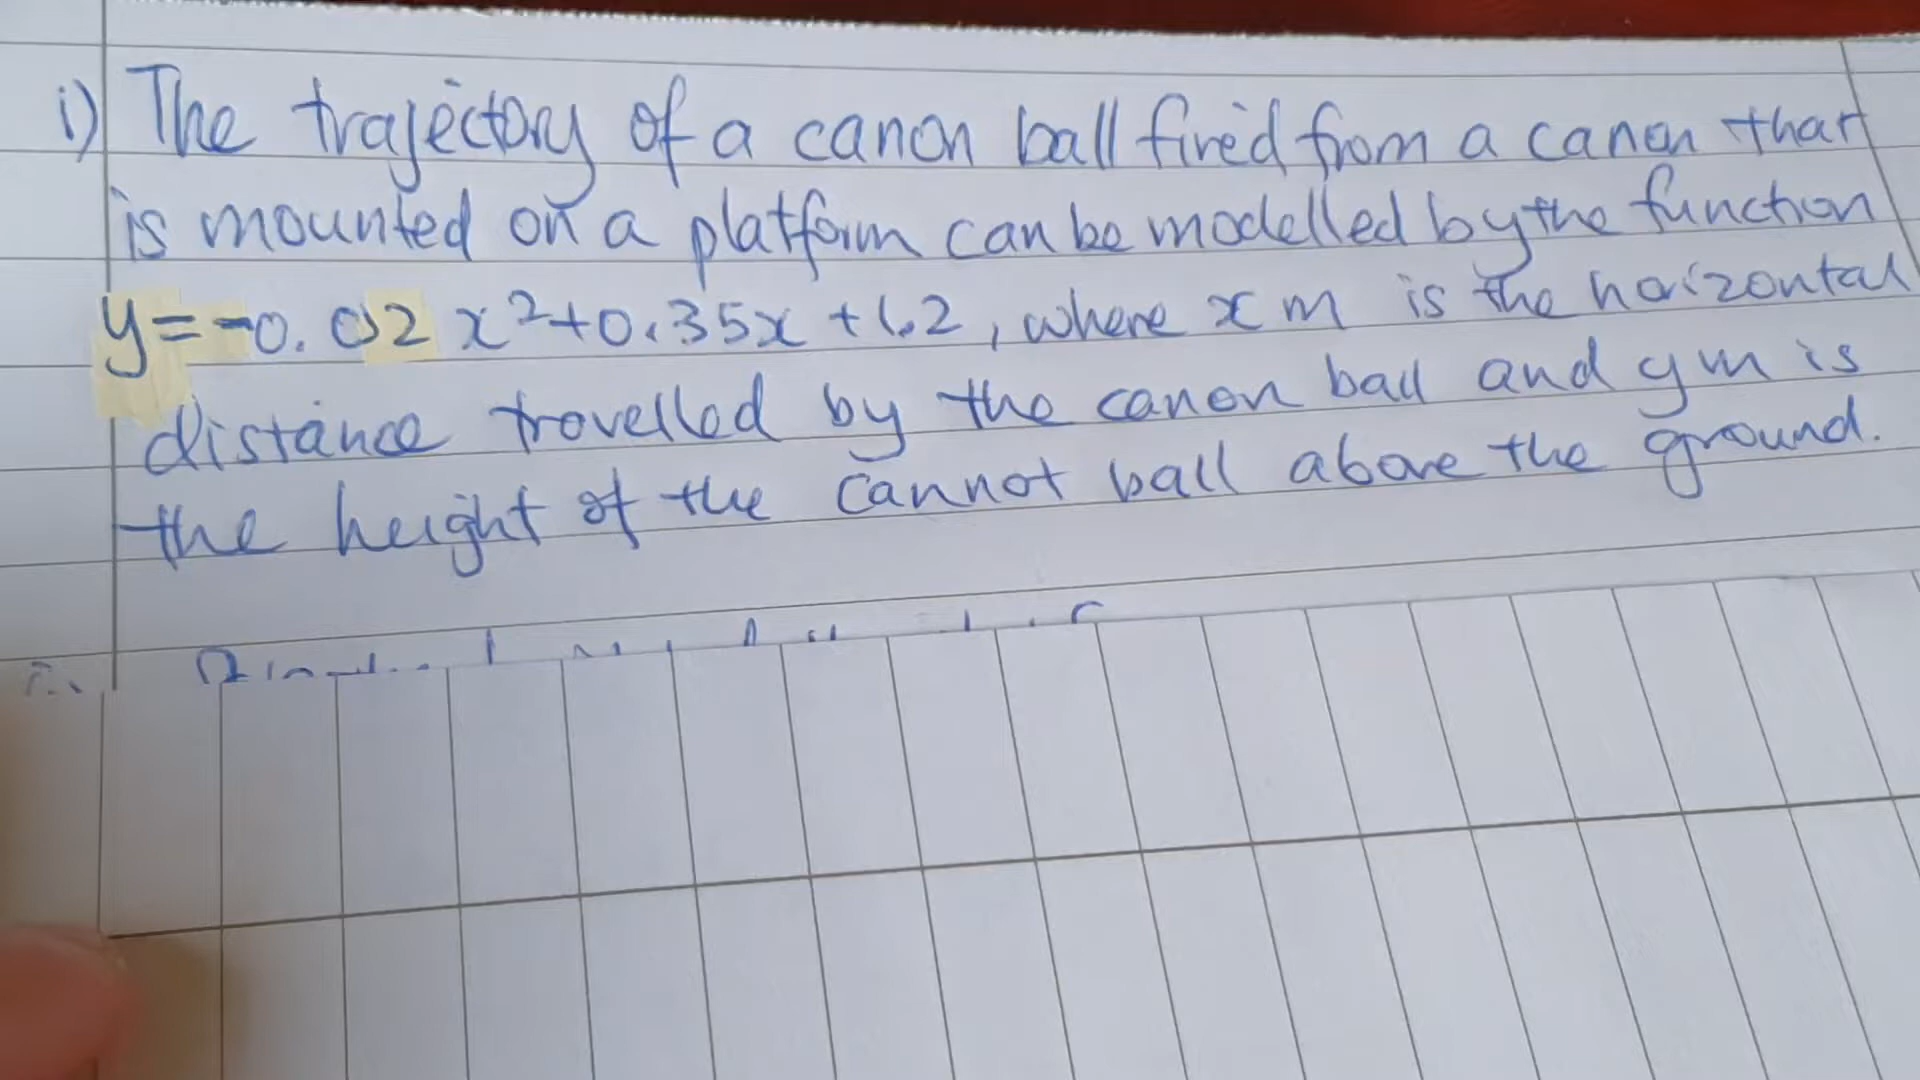 i) The trajectory of a canon ball fired from a canon that
is mounted on a platform can be modelled by the function
y = -0.02x²+0.35x+1.2, where x m is the horizontal
distance travelled by the canon ball and y m is
the height of the cannot ball above the ground.